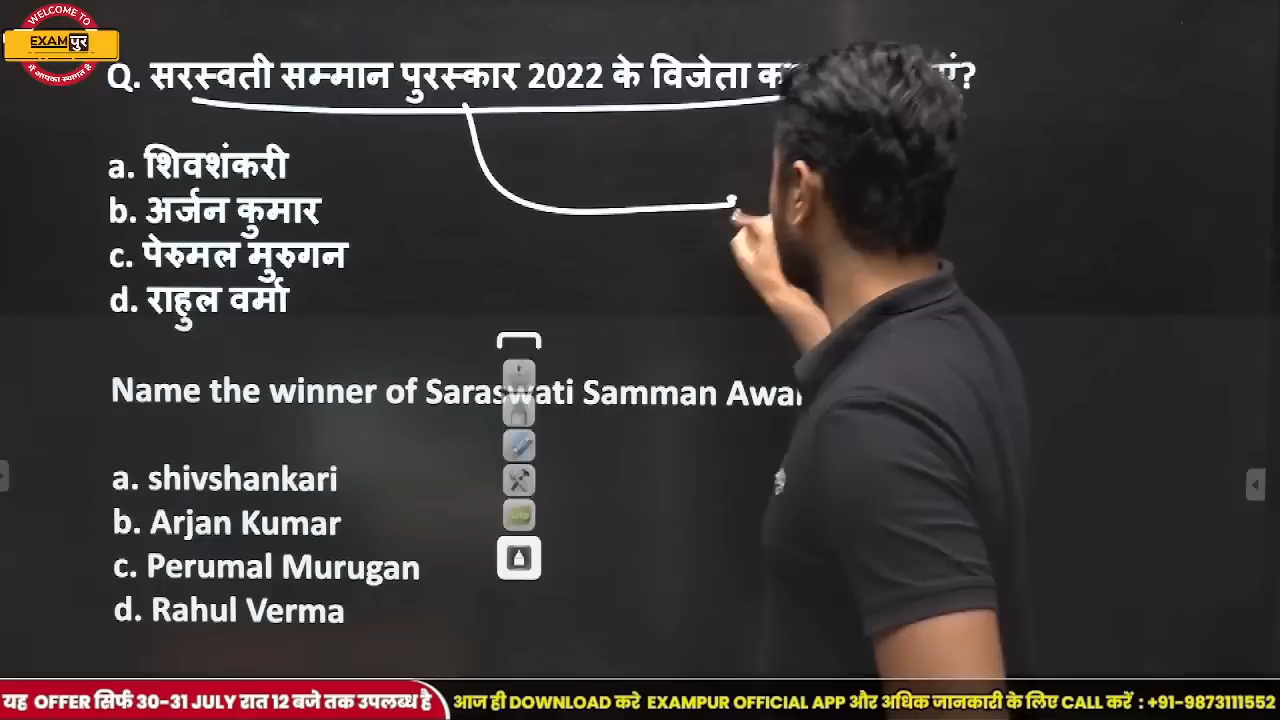 WELCOME TO
EXAMपुर
में आपका स्वागत है
Q. सरस्वती सम्मान पुरस्कार 2022 के विजेता
a. शिवशंकरी
b. अर्जन कुमार
c. पेरुमल मुरुगन
d. राहुल वर्मा
Name the winner of Saraswati Samman
a. shivshankari
b. Arjan Kumar
c. Perumal Murugan
d. Rahul Verma
यह OFFER सिर्फ 30-31 JULY रात 12 बजे तक उपलब्ध है
आज ही DOWNLOAD करे EXAMPUR OFFICIAL APP और अधिक जानकारी के लिए CALL करें : +91-9873111552